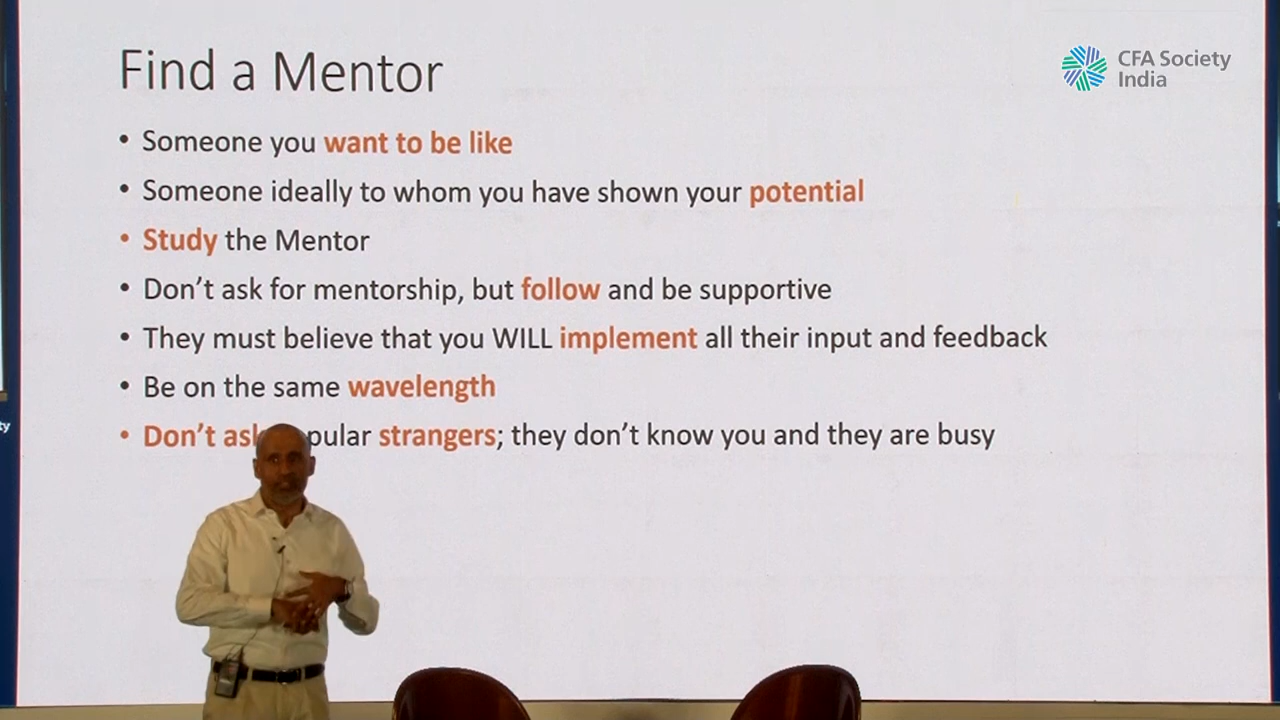 Find a Mentor
CFA Society
India
• Someone you want to be like
• Someone ideally to whom you have shown your potential
• Study the Mentor
• Don't ask for mentorship, but follow and be supportive
• They must believe that you WILL implement all their input and feedback
• Be on the same wavelength
• Don't ask pular strangers; they don't know you and they are busy
ty